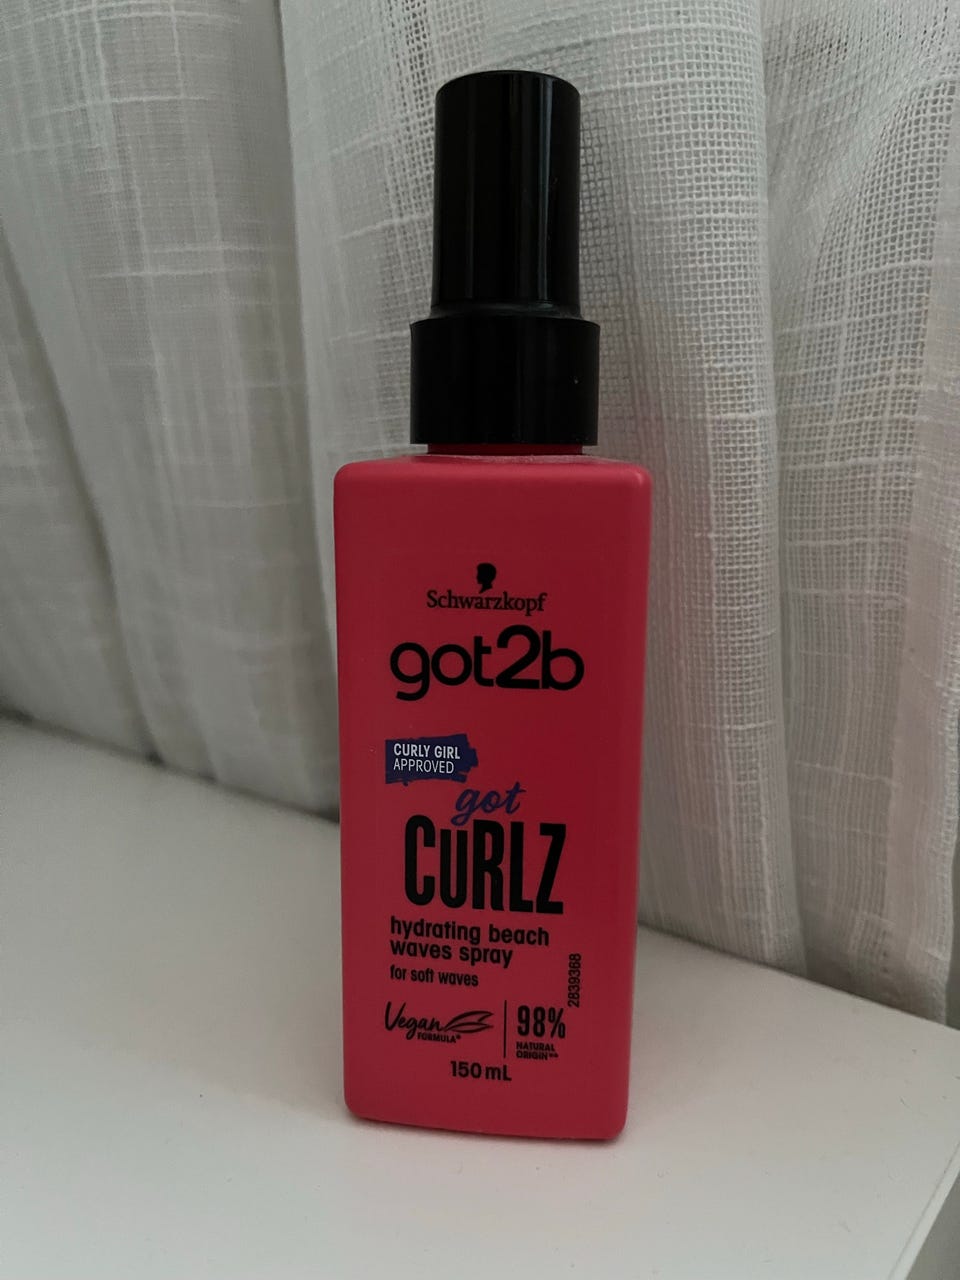 Schwarzkopf
got2b
CURLY GIRL
APPROVED
got
CURLZ
hydrating beach
waves spray
for soft waves
2839368
Vegan
FORMULA*
98%
NATURAL
ORIGIN**
150 mL